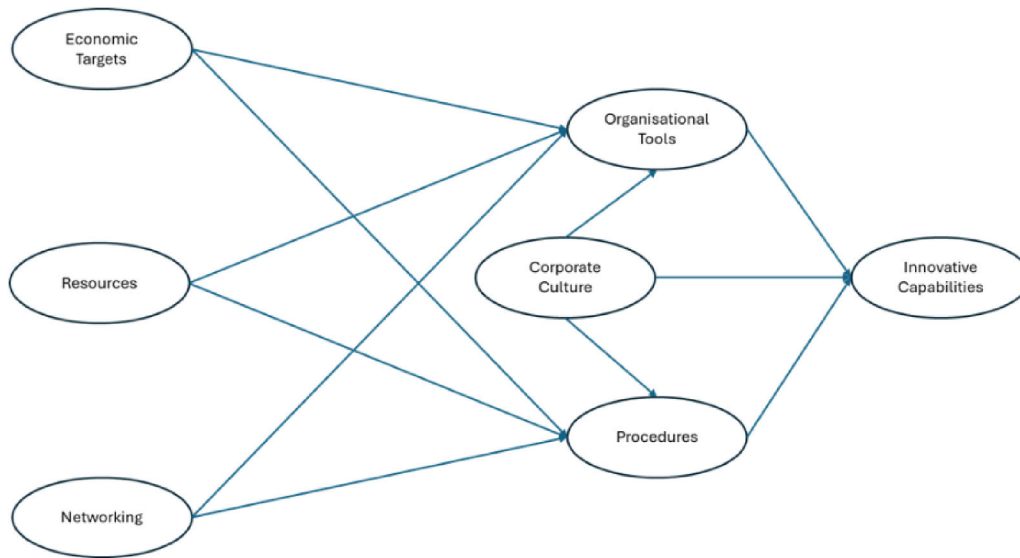 Economic
Targets
Organisational
Tools
Resources
Corporate
Culture
Innovative
Capabilities
Procedures
Networking